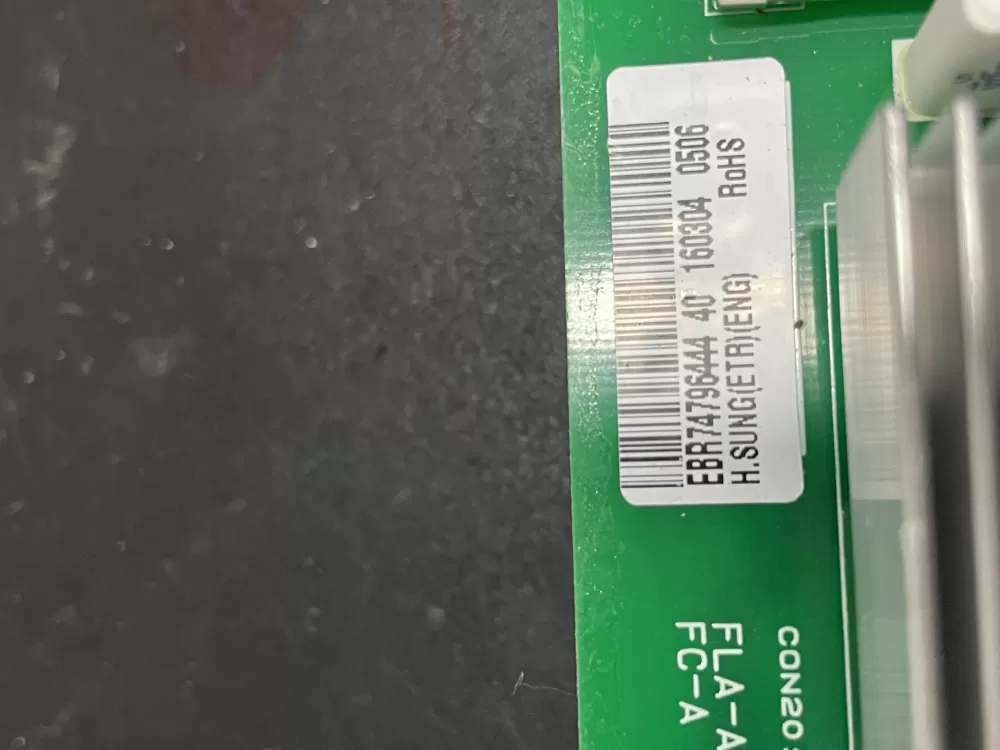 EBR74796444 40 160304 0506
H.SUNG(ETR)(ENG) RoHS
CON20
FLA-A
FC-A